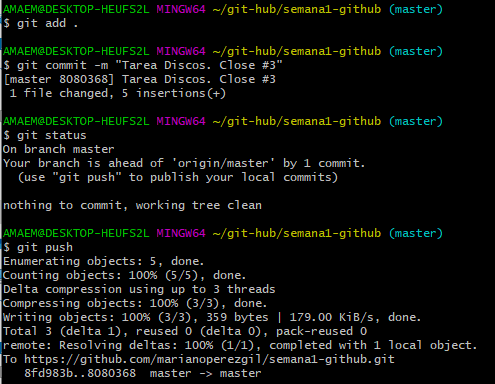 AMAEM@DESKTOP-HEUFS2L MINGW64 ~/git-hub/semana1-github (master)
$ git add .
AMAEM@DESKTOP-HEUFS2L MINGW64 ~/git-hub/semana1-github (master)
$ git commit -m "Tarea Discos. Close #3"
[master 8080368] Tarea Discos. Close #3
 1 file changed, 5 insertions(+)
AMAEM@DESKTOP-HEUFS2L MINGW64 ~/git-hub/semana1-github (master)
$ git status
On branch master
Your branch is ahead of 'origin/master' by 1 commit.
  (use "git push" to publish your local commits)
nothing to commit, working tree clean
AMAEM@DESKTOP-HEUFS2L MINGW64 ~/git-hub/semana1-github (master)
$ git push
Enumerating objects: 5, done.
Counting objects: 100% (5/5), done.
Delta compression using up to 3 threads
Compressing objects: 100% (3/3), done.
Writing objects: 100% (3/3), 359 bytes | 179.00 KiB/s, done.
Total 3 (delta 1), reused 0 (delta 0), pack-reused 0
remote: Resolving deltas: 100% (1/1), completed with 1 local object.
To https://github.com/marianoperezgil/semana1-github.git
   8fd983b..8080368  master -> master